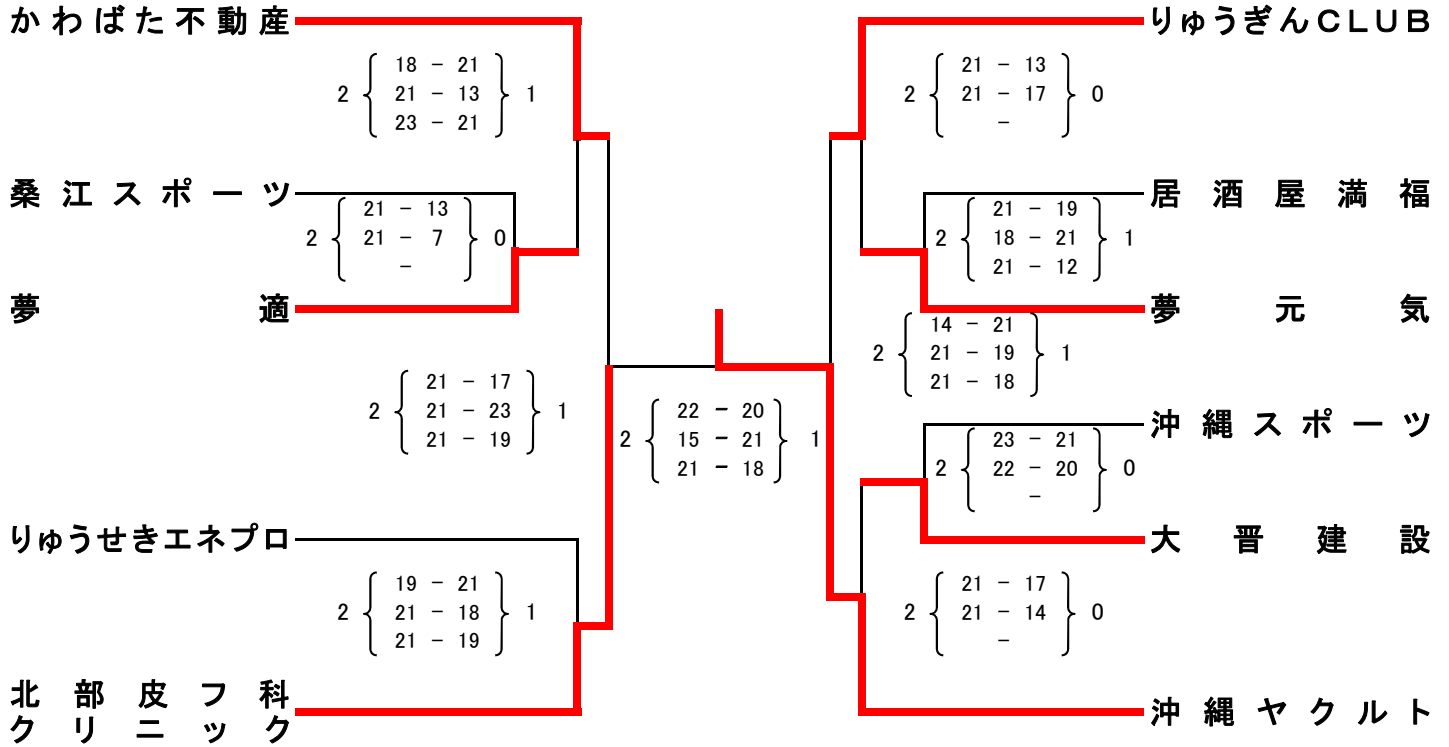 かわばた不動産
18 - 21
2 21 - 13 1
23 - 21
桑江スポーツ
21 - 13
2 21 - 7 0
-
夢適
21 - 17
2 21 - 23 1
21 - 19
りゅうせきエネプロ
19 - 21
2 21 - 18 1
21 - 19
北部皮フ科
クリニック
22 - 20
2 15 - 21 1
21 - 18
りゅうぎんCLUB
21 - 13
2 21 - 17 0
-
居酒屋満福
21 - 19
2 18 - 21 1
21 - 12
夢元気
14 - 21
2 21 - 19 1
21 - 18
沖縄スポーツ
23 - 21
2 22 - 20 0
-
大晋建設
21 - 17
2 21 - 14 0
-
沖縄ヤクルト